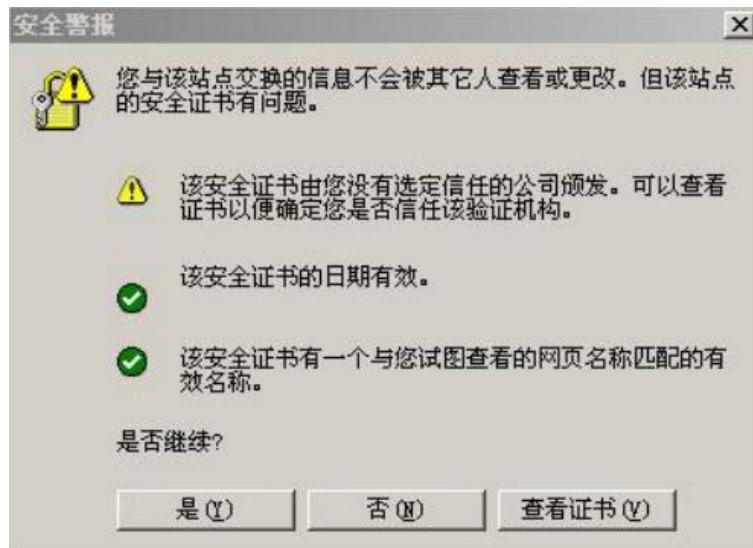 安全警报
您与该站点交换的信息不会被其它人查看或更改。但该站点
的安全证书有问题。
该安全证书由您没有选定信任的公司颁发。可以查看
证书以便确定您是否信任该验证机构。
该安全证书的日期有效。
该安全证书有一个与您试图查看的网页名称匹配的有
效名称。
是否继续?
是(Y) 否(N) 查看证书(V)